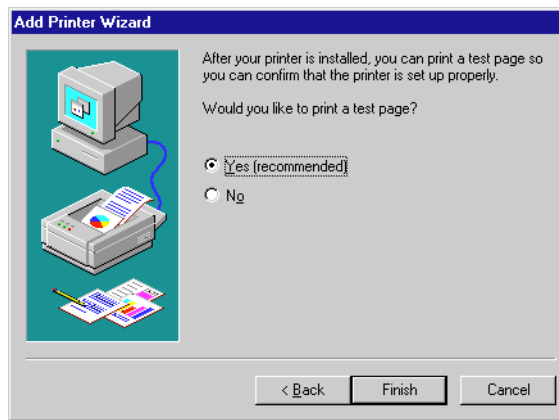 Add Printer Wizard
After your printer is installed, you can print a test page so
you can confirm that the printer is set up properly.
Would you like to print a test page?
Yes (recommended)
No
< Back
Finish
Cancel